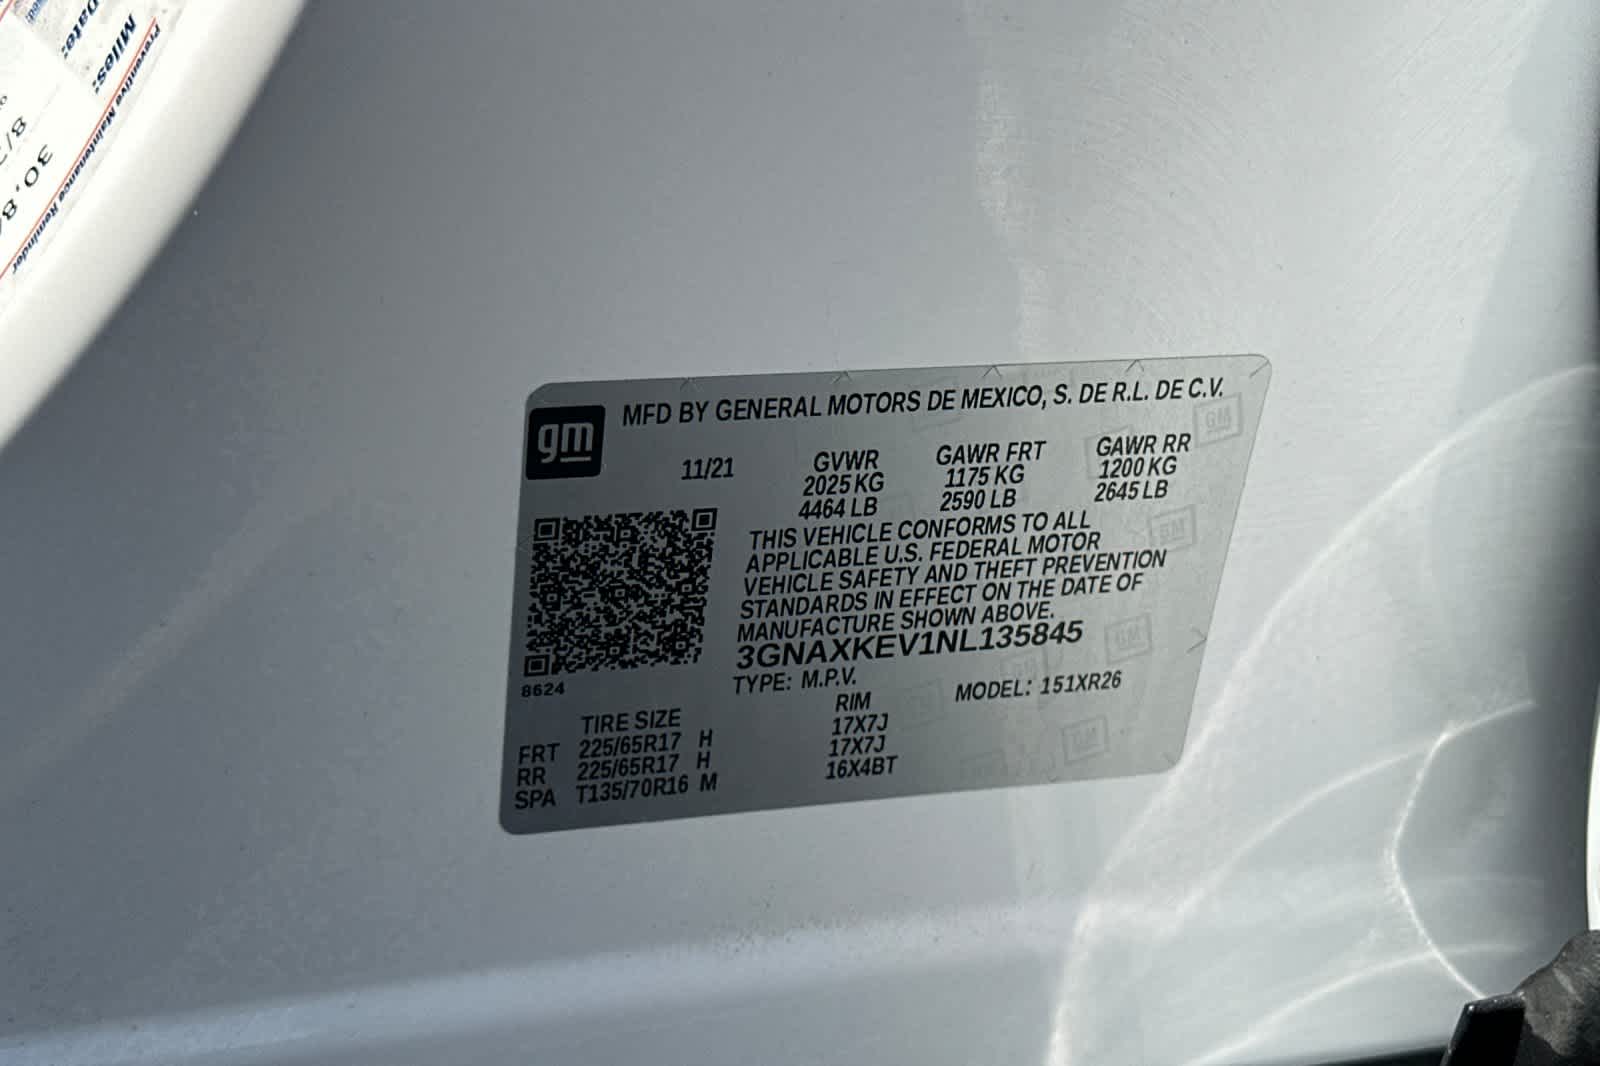 Date:
Miles:
Preventive Maintenance Reminder
gm
MFD BY GENERAL MOTORS DE MEXICO, S. DE R.L. DE C.V.
11/21 GVWR GAWR FRT GAWR RR
2025 KG 1175 KG 1200 KG
4464 LB 2590 LB 2645 LB
THIS VEHICLE CONFORMS TO ALL
APPLICABLE U.S. FEDERAL MOTOR
VEHICLE SAFETY AND THEFT PREVENTION
STANDARDS IN EFFECT ON THE DATE OF
MANUFACTURE SHOWN ABOVE.
3GNAXKEV1NL135845
8624
TYPE: M.P.V. MODEL: 151XR26
TIRE SIZE RIM
FRT 225/65R17 H 17X7J
RR 225/65R17 H 17X7J
SPA T135/70R16 M 16X4BT